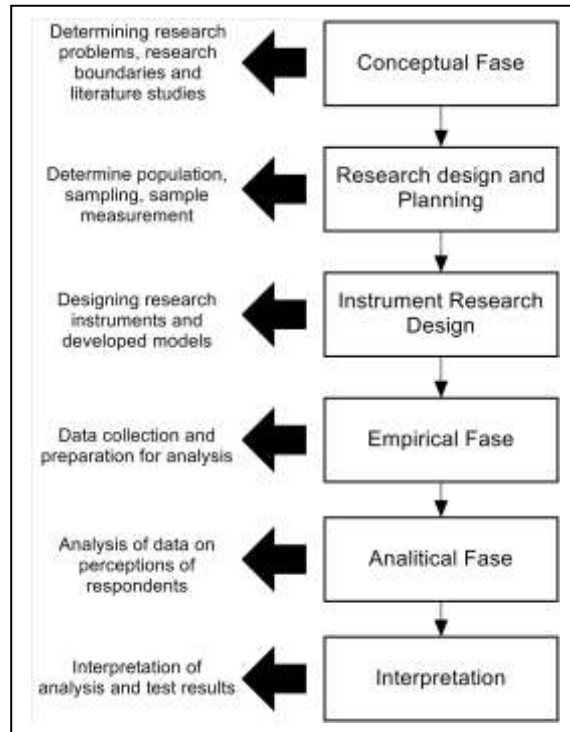 Determining research
problems, research
boundaries and
literature studies
Conceptual Fase
Determine population,
sampling, sample
measurement
Research design and
Planning
Designing research
instruments and
developed models
Instrument Research
Design
Data collection and
preparation for analysis
Empirical Fase
Analysis of data on
perceptions of
respondents
Analitical Fase
Interpretation of
analysis and test results
Interpretation